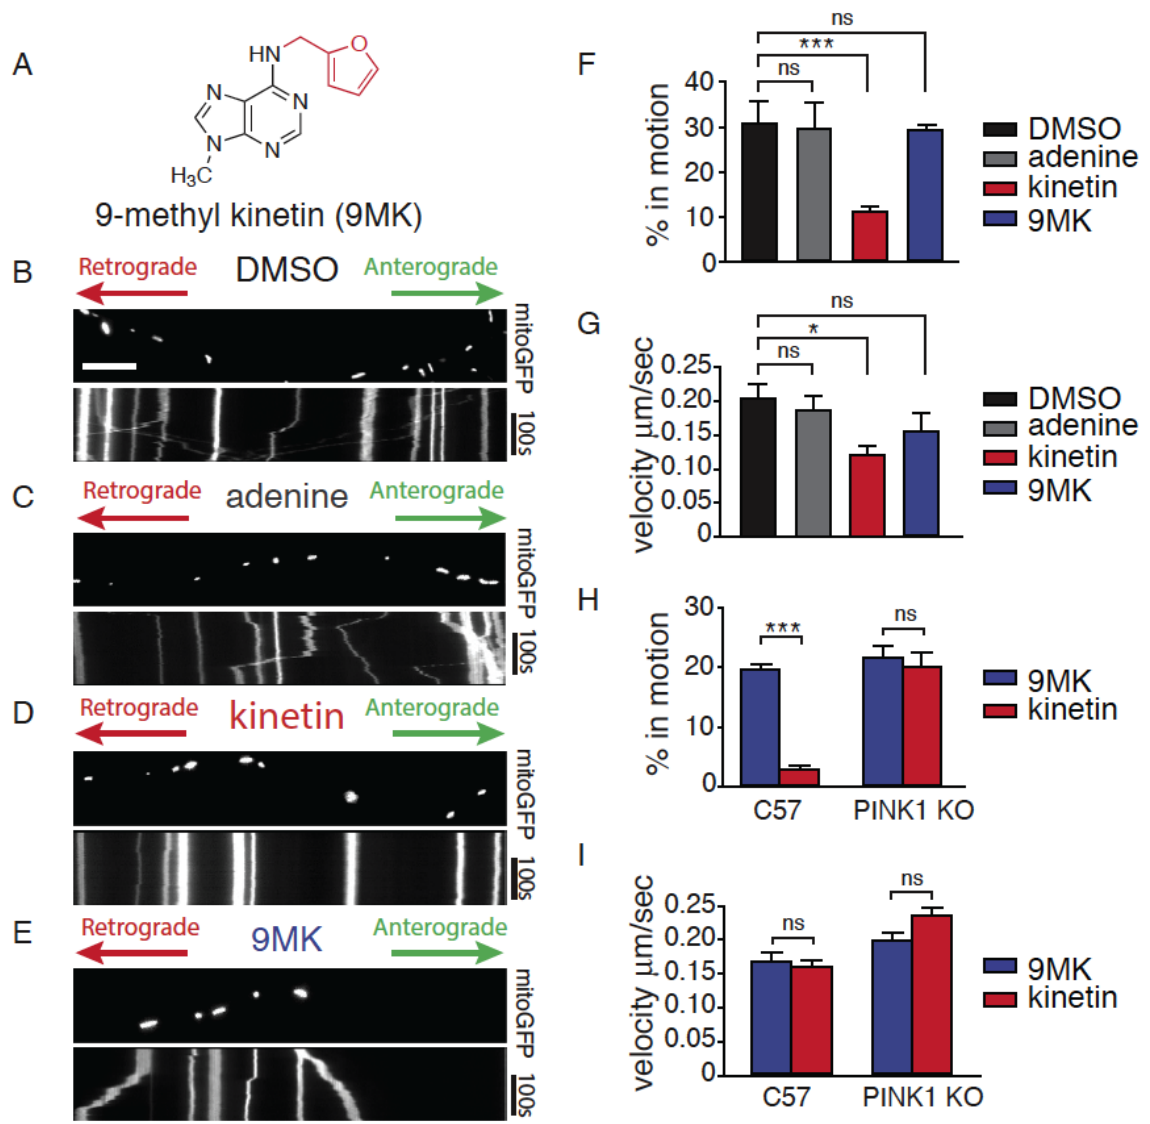 A
HN
O
N
N
N
N
H3C
9-methyl kinetin (9MK)
B
Retrograde DMSO Anterograde
mitoGFP
100s
C
Retrograde adenine Anterograde
mitoGFP
100s
D
Retrograde kinetin Anterograde
mitoGFP
100s
E
Retrograde 9MK Anterograde
mitoGFP
100s
F
ns
***
ns
% in motion
40
30
20
10
0
DMSO
adenine
kinetin
9MK
G
ns
*
ns
velocity µm/sec
0.25
0.20
0.15
0.10
0.05
0
DMSO
adenine
kinetin
9MK
H
% in motion
30
20
10
0
***
ns
C57 PINK1 KO
9MK
kinetin
I
velocity µm/sec
0.25
0.20
0.15
0.10
0.05
0
ns
ns
C57 PINK1 KO
9MK
kinetin